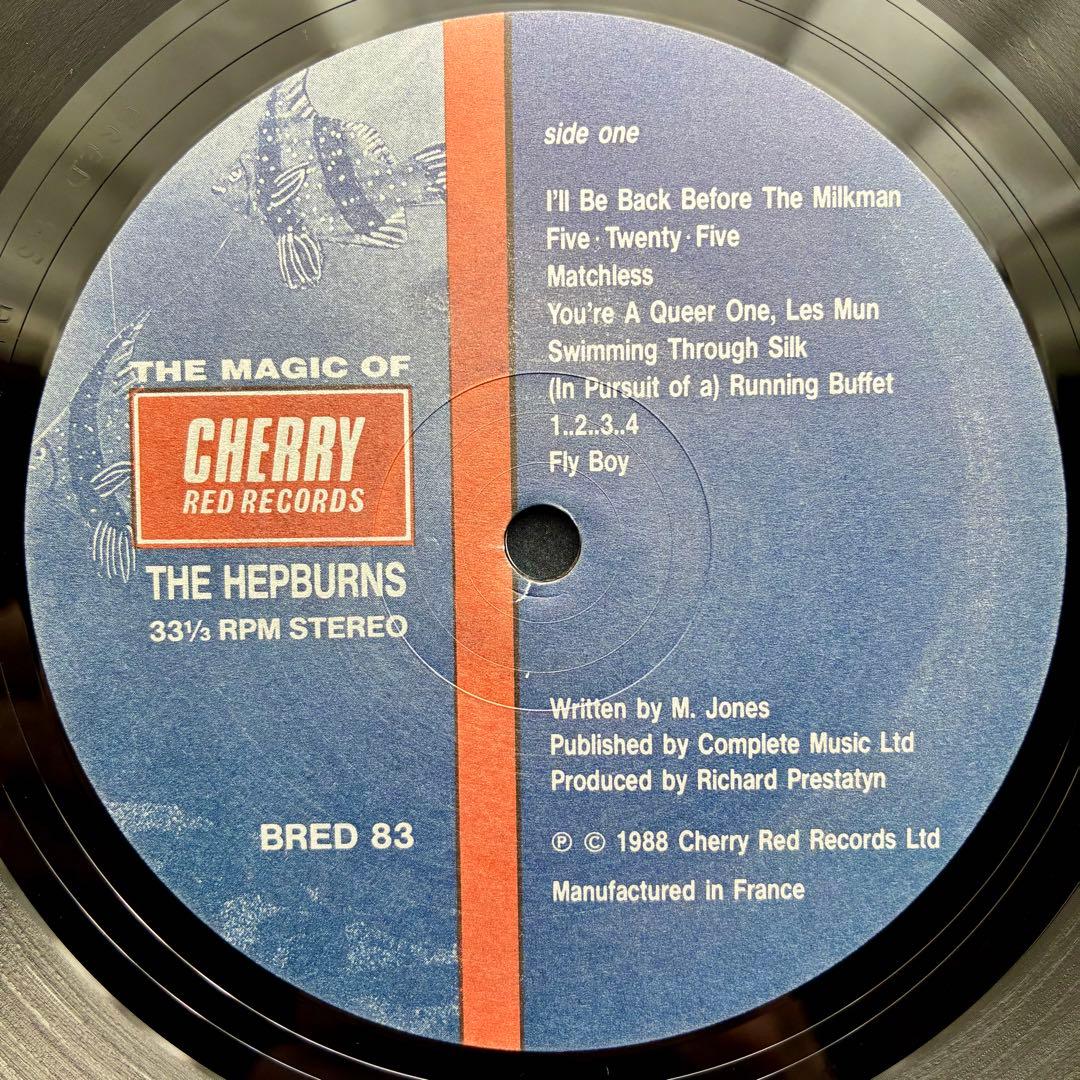 THE MAGIC OF
CHERRY
RED RECORDS
THE HEPBURNS
33⅓ RPM STEREO
BRED 83
side one
I'll Be Back Before The Milkman
Five · Twenty · Five
Matchless
You're A Queer One, Les Mun
Swimming Through Silk
(In Pursuit of a) Running Buffet
1..2..3..4
Fly Boy
Written by M. Jones
Published by Complete Music Ltd
Produced by Richard Prestatyn
℗ © 1988 Cherry Red Records Ltd
Manufactured in France